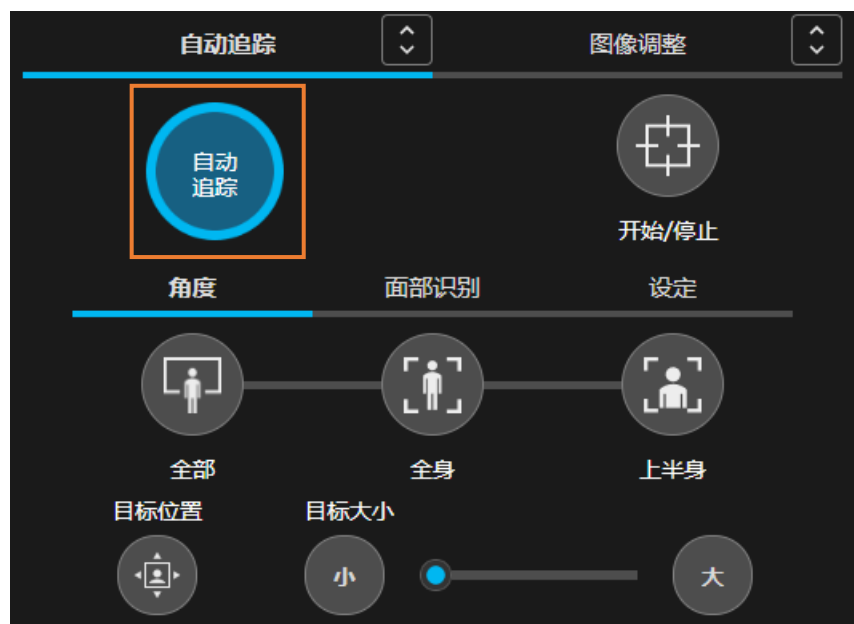 自动追踪
图像调整
自动
追踪
开始/停止
角度
面部识别
设定
全部
全身
上半身
目标位置
目标大小
小
大